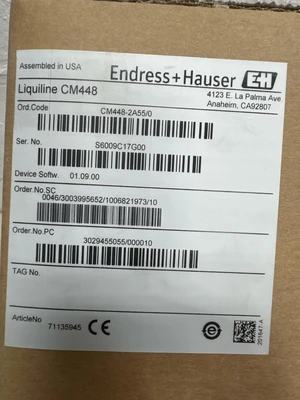 Assembled in USA
Endress+Hauser EH
Liquiline CM448
4123 E. La Palma Ave
Anaheim, CA92807
Ord.Code
CM448-2A55/0
Ser. No.
S6009C17G00
Device Softw. 01.09.00
Order.No.SC
0046/3003995652/1006821973/10
Order.No.PC
3029455055/000010
TAG No.
ArticleNo
71135945 CE
e
201647-A